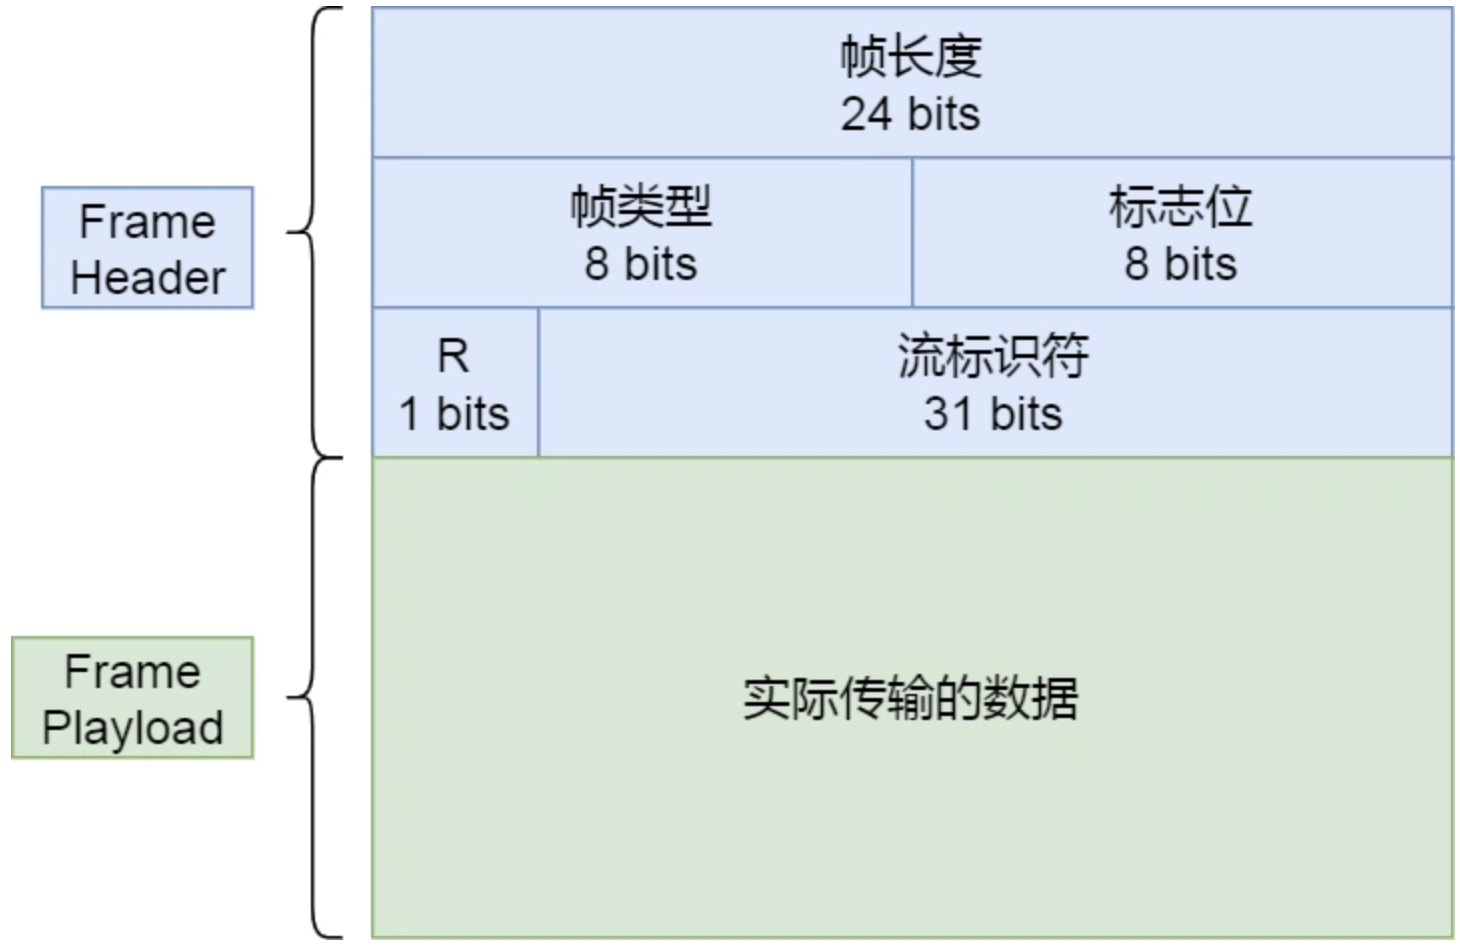 帧长度
24 bits
帧类型
8 bits
标志位
8 bits
Frame
Header
R
1 bits
流标识符
31 bits
Frame
Playload
实际传输的数据